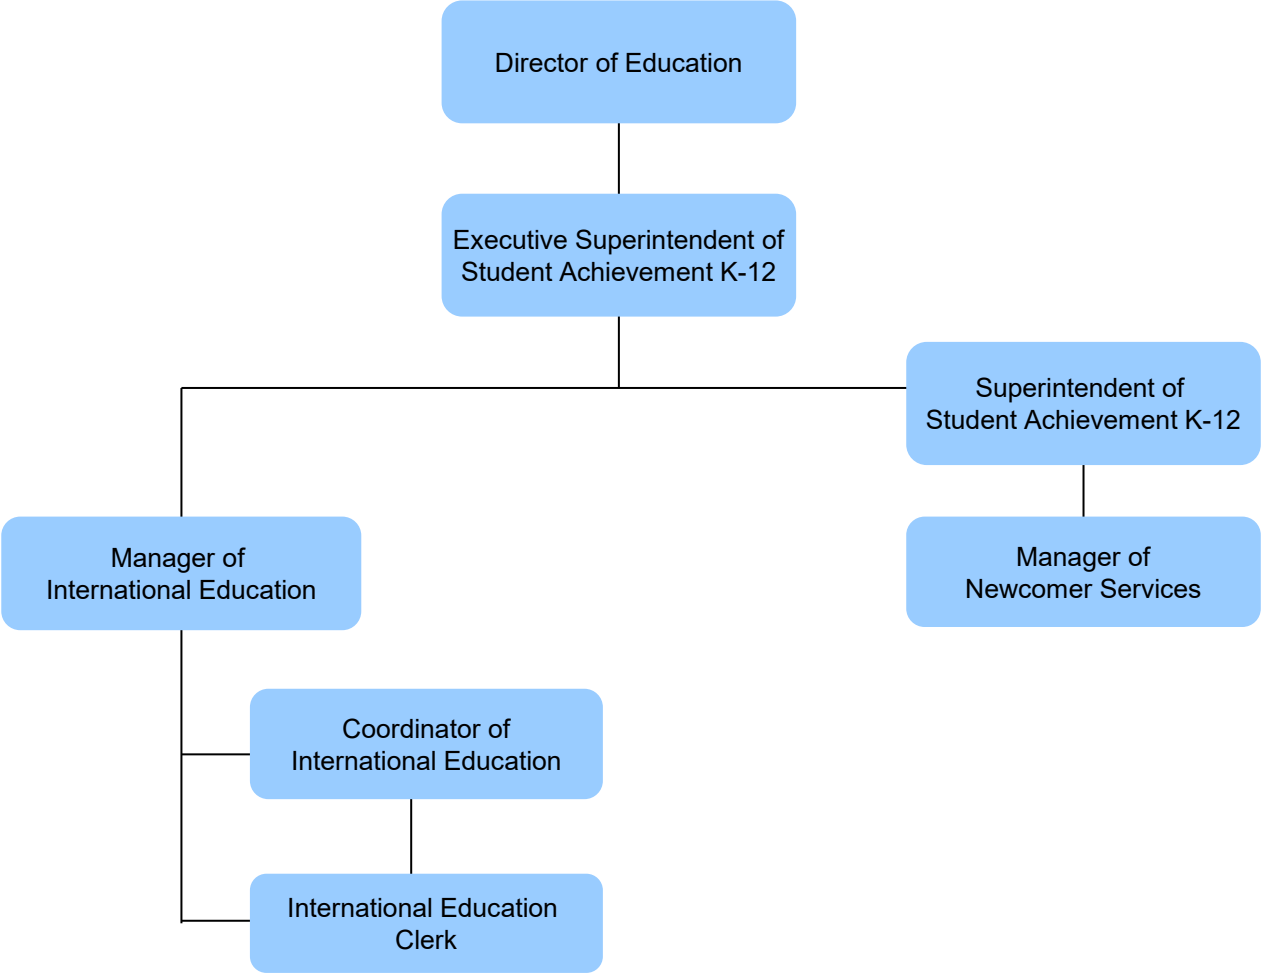 Director of Education
Executive Superintendent of
Student Achievement K-12
Superintendent of
Student Achievement K-12
Manager of
International Education
Manager of
Newcomer Services
Coordinator of
International Education
International Education
Clerk